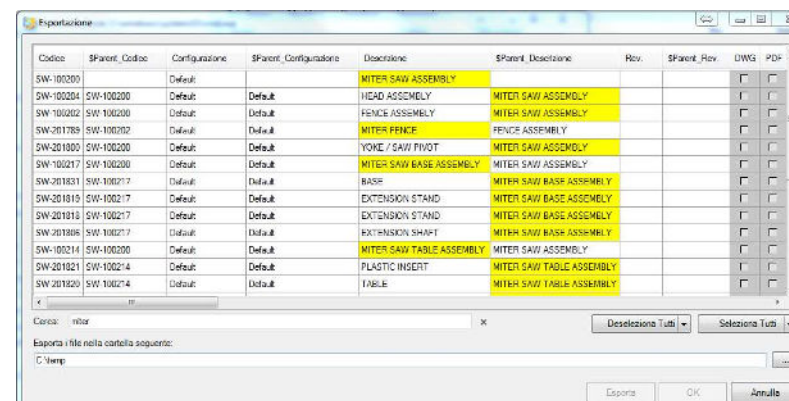 Esportazione
Codice $Parent_Codice Configurazione $Parent_Configurazione Descrizione $Parent_Descrizione Rev. $Parent_Rev DWG PDF
SW-100200 Default MITER SAW ASSEMBLY
SW-100204 SW-100200 Default Default HEAD ASSEMBLY MITER SAW ASSEMBLY
SW-100202 SW-100200 Default Default FENCE ASSEMBLY MITER SAW ASSEMBLY
SW-201789 SW-100202 Default Default MITER FENCE FENCE ASSEMBLY
SW-201800 SW-100200 Default Default YOKE / SAW PIVOT MITER SAW ASSEMBLY
SW-100217 SW-100200 Default Default MITER SAW BASE ASSEMBLY MITER SAW ASSEMBLY
SW-201831 SW-100217 Default Default BASE MITER SAW BASE ASSEMBLY
SW-201819 SW-100217 Default Default EXTENSION STAND MITER SAW BASE ASSEMBLY
SW-201818 SW-100217 Default Default EXTENSION STAND MITER SAW BASE ASSEMBLY
SW-201806 SW-100217 Default Default EXTENSION SHAFT MITER SAW BASE ASSEMBLY
SW-100214 SW-100200 Default Default MITER SAW TABLE ASSEMBLY MITER SAW ASSEMBLY
SW-201821 SW-100214 Default Default PLASTIC INSERT MITER SAW TABLE ASSEMBLY
SW-201820 SW-100214 Default Default TABLE MITER SAW TABLE ASSEMBLY
Cerca: miter Deseleziona Tutti Seleziona Tutti
Esporta i file nella cartella seguente:
C:\temp ...
Esporta OK Annulla